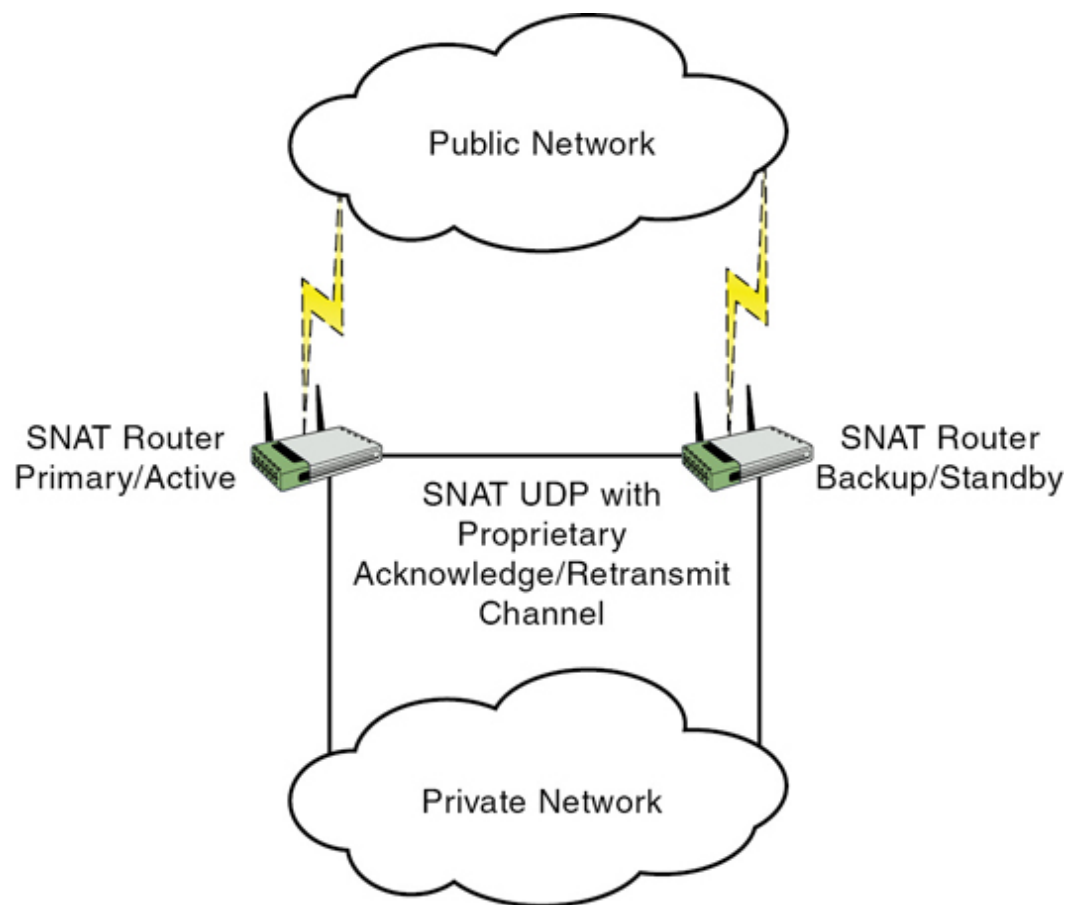 Public Network
SNAT Router
Primary/Active
SNAT Router
Backup/Standby
SNAT UDP with
Proprietary
Acknowledge/Retransmit
Channel
Private Network